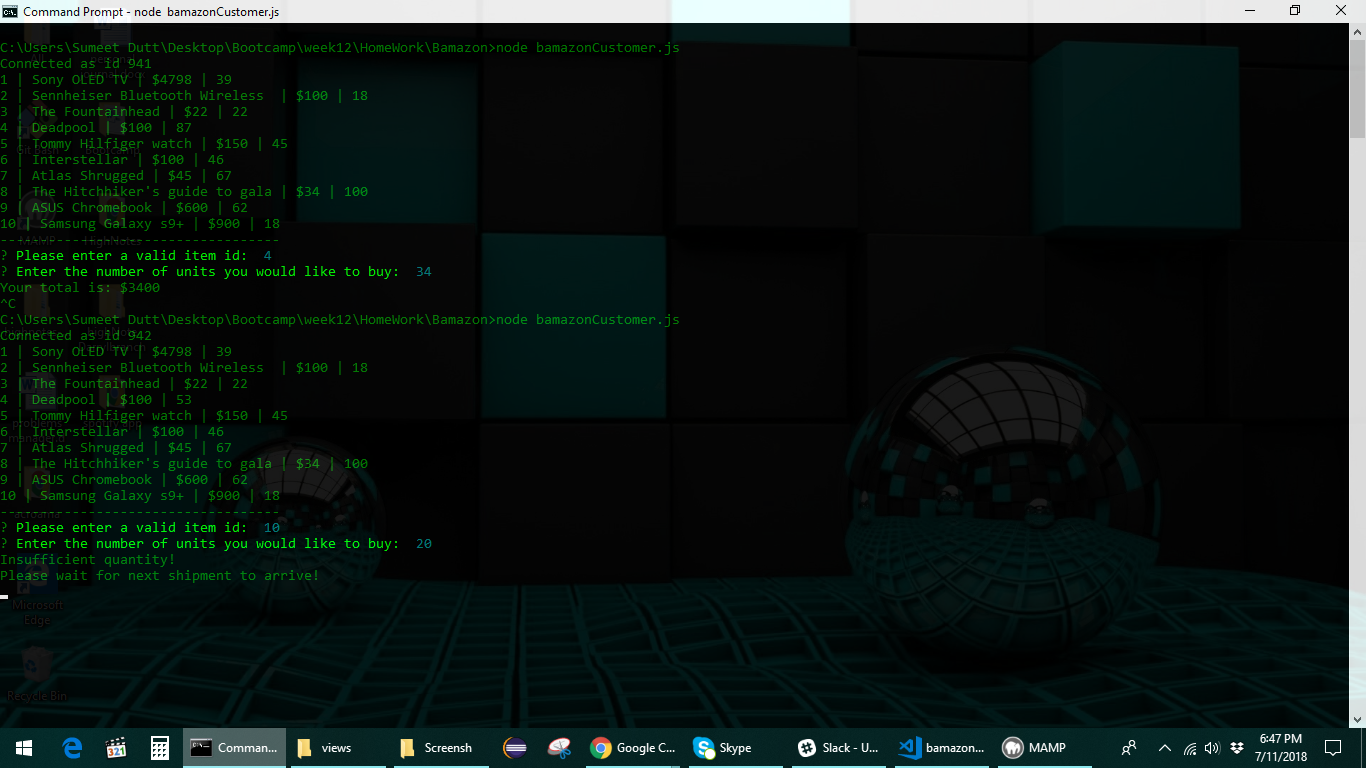 Command Prompt - node  bamazonCustomer.js
C:\Users\Sumeet Dutt\Desktop\Bootcamp\week12\HomeWork\Bamazon>node bamazonCustomer.js
Connected as id 941
1 | Sony OLED TV | $4798 | 39
2 | Sennheiser Bluetooth Wireless  | $100 | 18
3 | The Fountainhead | $22 | 22
4 | Deadpool | $100 | 87
5 | Tommy Hilfiger watch | $150 | 45
6 | Interstellar | $100 | 46
7 | Atlas Shrugged | $45 | 67
8 | The Hitchhiker's guide to gala | $34 | 100
9 | ASUS Chromebook | $600 | 62
10 | Samsung Galaxy s9+ | $900 | 18
-----------------------------------
? Please enter a valid item id:  4
? Enter the number of units you would like to buy:  34
Your total is: $3400
^C
C:\Users\Sumeet Dutt\Desktop\Bootcamp\week12\HomeWork\Bamazon>node bamazonCustomer.js
Connected as id 942
1 | Sony OLED TV | $4798 | 39
2 | Sennheiser Bluetooth Wireless  | $100 | 18
3 | The Fountainhead | $22 | 22
4 | Deadpool | $100 | 53
5 | Tommy Hilfiger watch | $150 | 45
6 | Interstellar | $100 | 46
7 | Atlas Shrugged | $45 | 67
8 | The Hitchhiker's guide to gala | $34 | 100
9 | ASUS Chromebook | $600 | 62
10 | Samsung Galaxy s9+ | $900 | 18
-----------------------------------
? Please enter a valid item id:  10
? Enter the number of units you would like to buy:  20
Insufficient quantity!
Please wait for next shipment to arrive!
Microsoft
Edge
Recycle Bin
321
Comman...
views
Screensh
Google C...
Skype
Slack - U...
bamazon...
MAMP
6:47 PM
7/11/2018